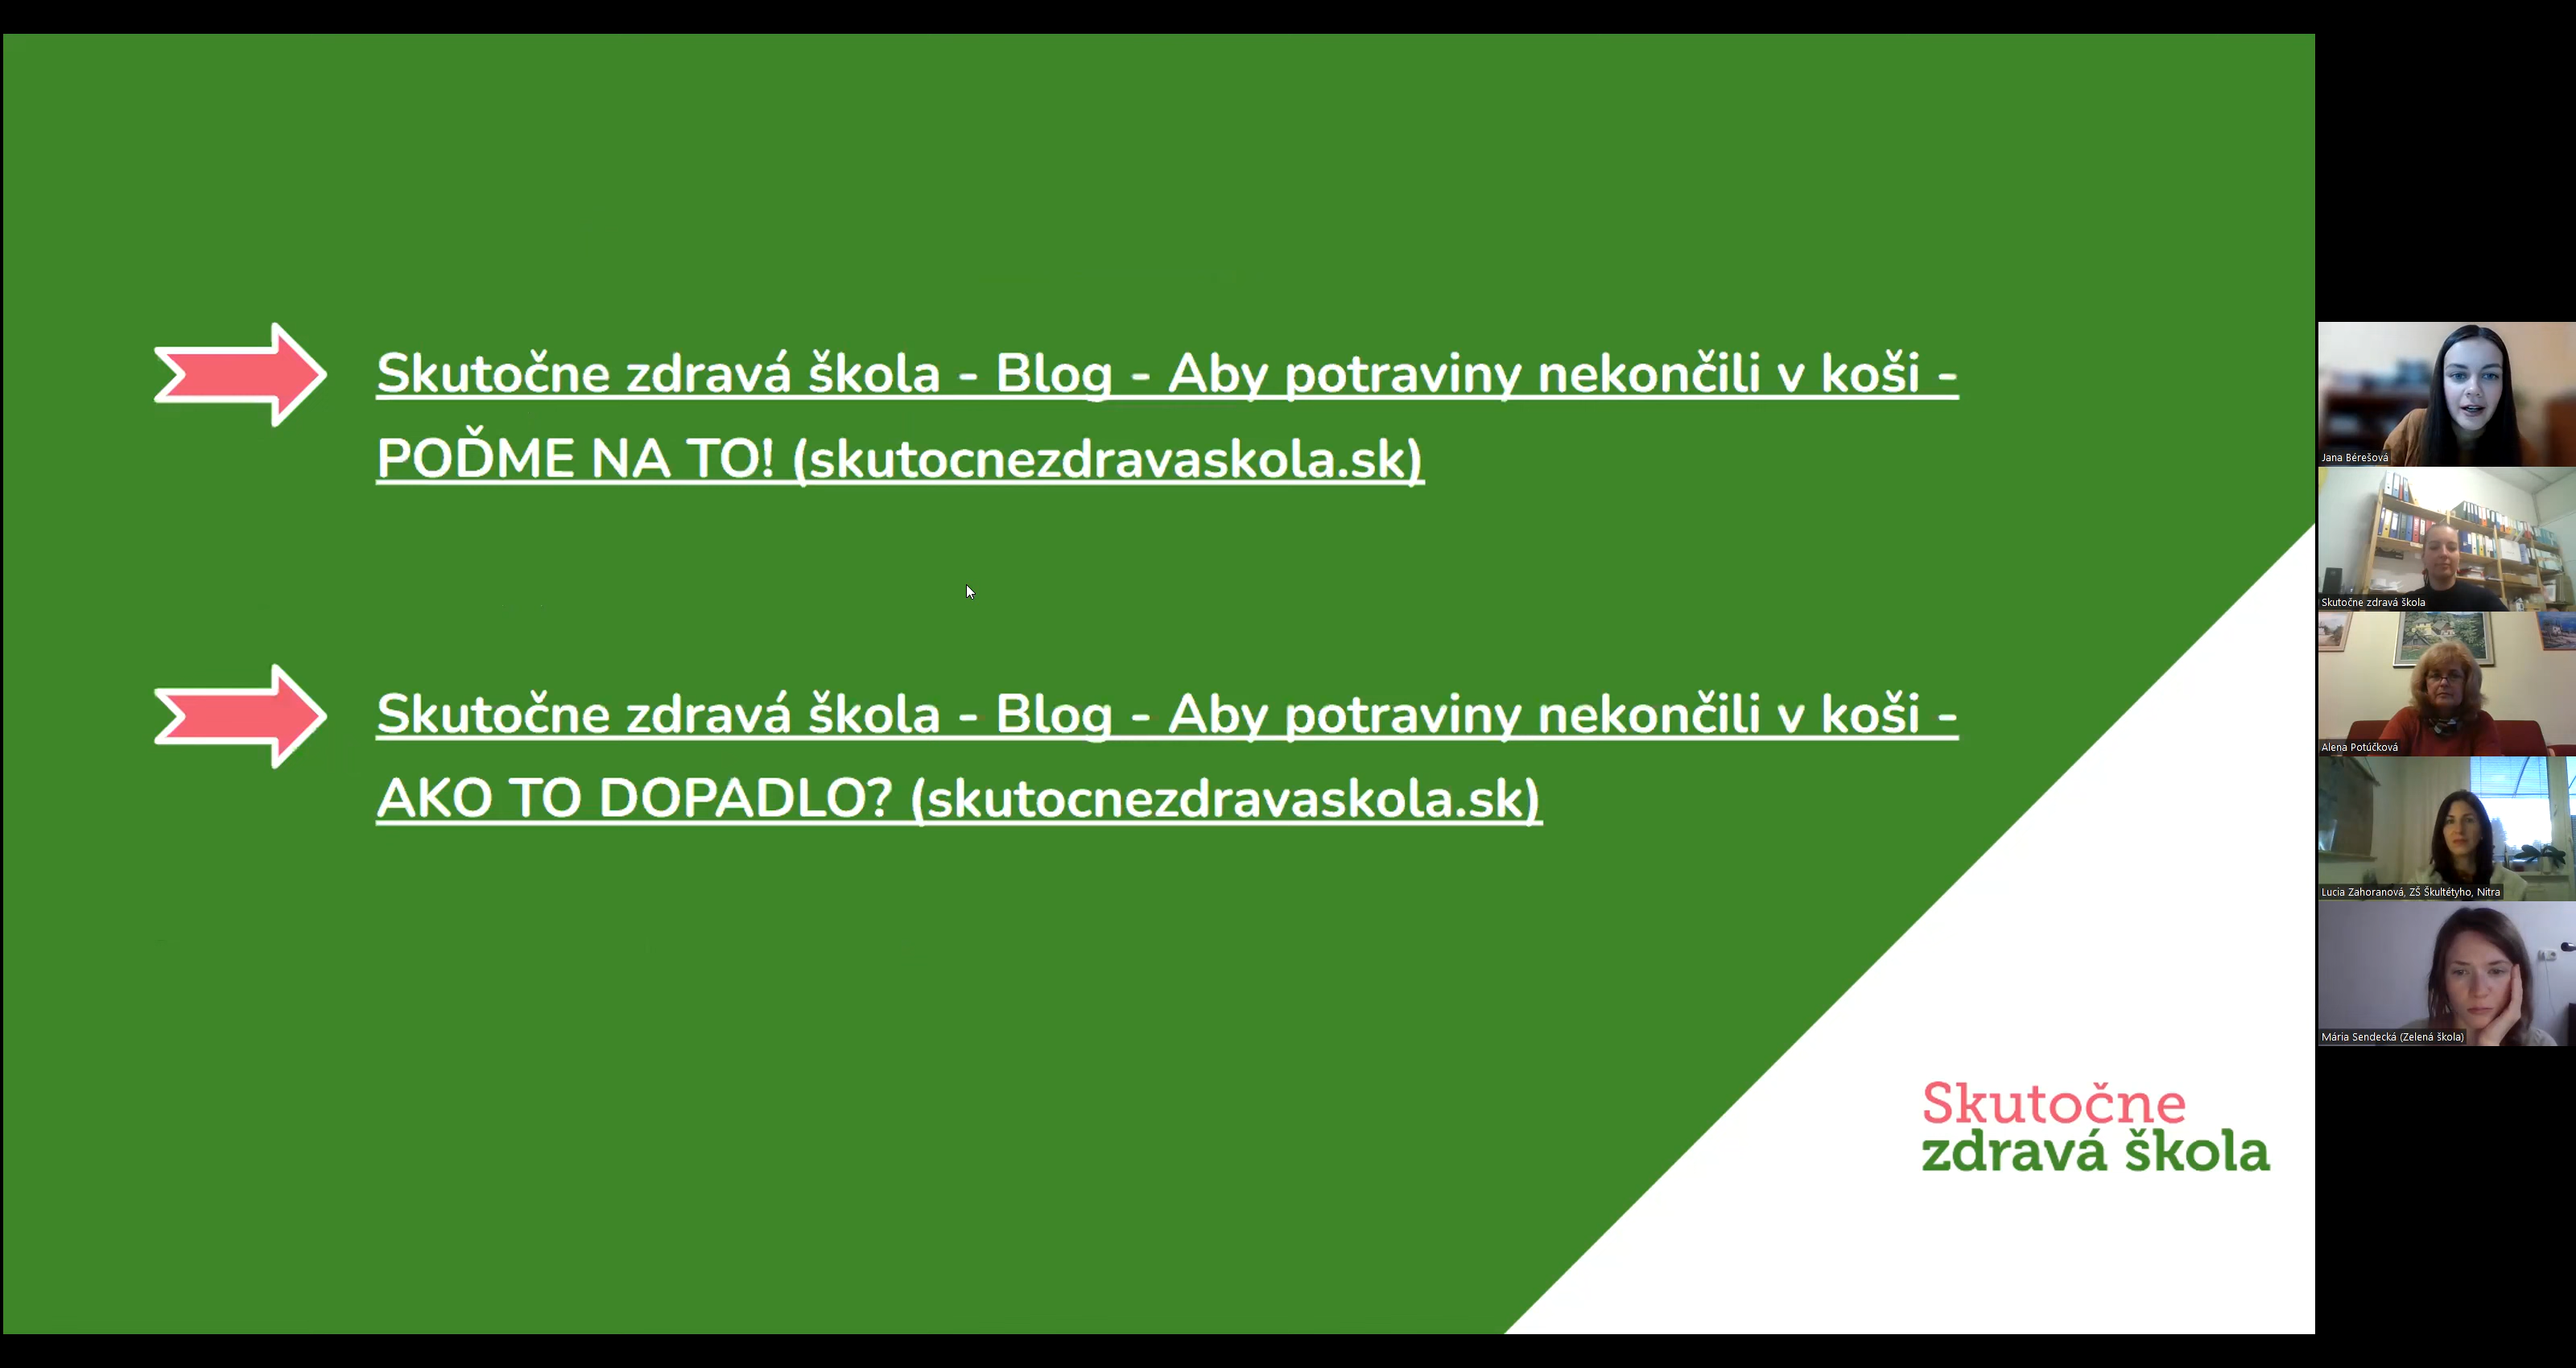 Skutočne zdravá škola - Blog - Aby potraviny nekončili v koši -
POĎME NA TO! (skutocnezdravaskola.sk)
Skutočne zdravá škola - Blog - Aby potraviny nekončili v koši -
AKO TO DOPADLO? (skutocnezdravaskola.sk)
Skutočne
zdravá škola
Jana Bérešová
Skutočne zdravá škola
Alena Potúčková
Lucia Zahoranová, ZŠ Škultétyho, Nitra
Mária Sendecká (Zelená škola)